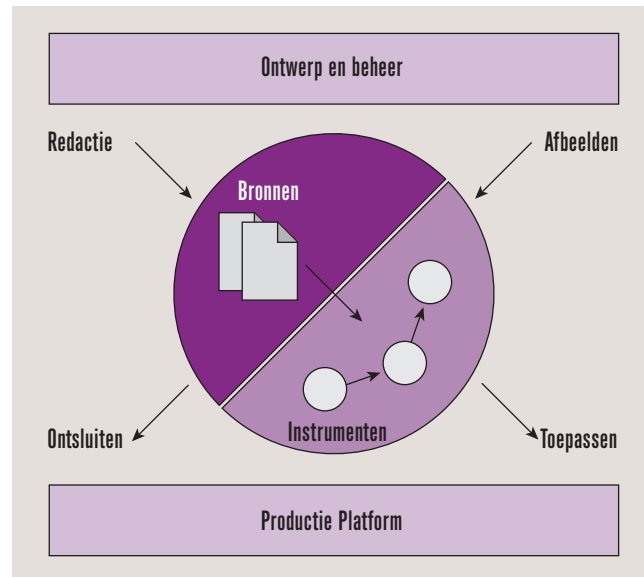 Ontwerp en beheer
Redactie
Afbeelden
Bronnen
Instrumenten
Ontsluiten
Toepassen
Productie Platform